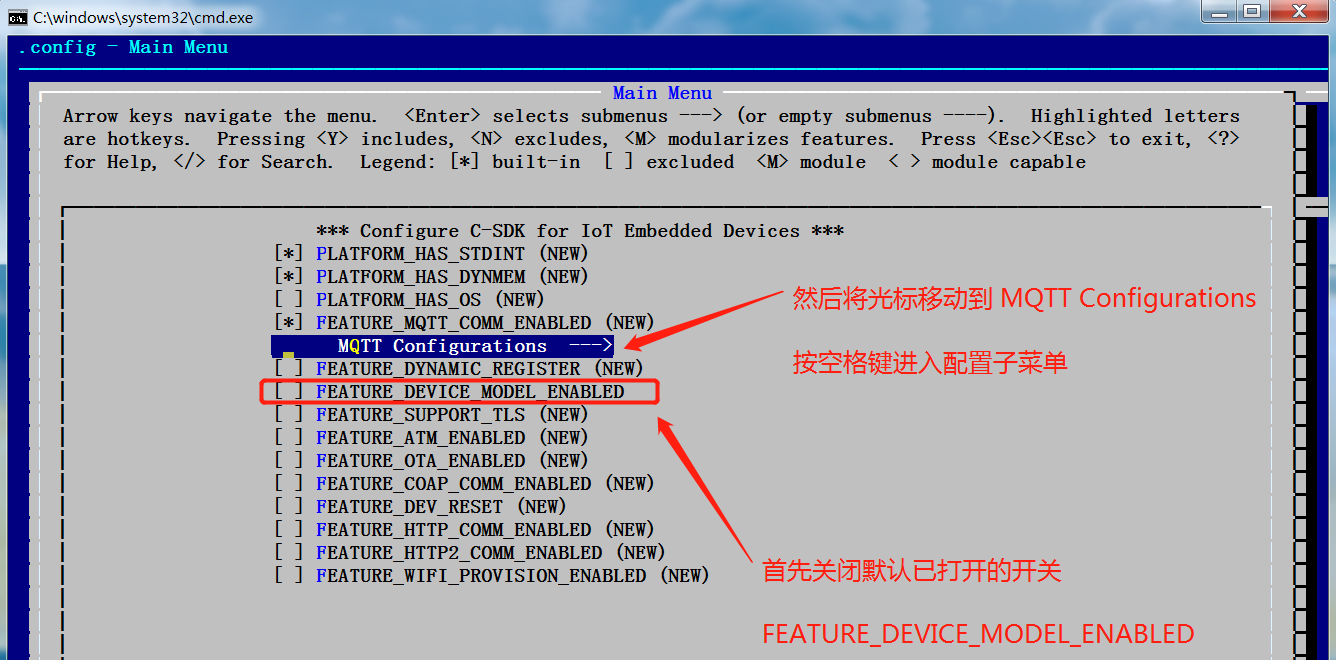 C:\windows\system32\cmd.exe
.config - Main Menu
Main Menu
Arrow keys navigate the menu.  <Enter> selects submenus ---> (or empty submenus ----).  Highlighted letters
are hotkeys.  Pressing <Y> includes, <N> excludes, <M> modularizes features.  Press <Esc><Esc> to exit, <?>
for Help, </> for Search.  Legend: [*] built-in  [ ] excluded  <M> module  < > module capable
*** Configure C-SDK for IoT Embedded Devices ***
[*] PLATFORM_HAS_STDINT (NEW)
[*] PLATFORM_HAS_DYNMEM (NEW)
[ ] PLATFORM_HAS_OS (NEW)
[*] FEATURE_MQTT_COMM_ENABLED (NEW)
MQTT Configurations  --->
[ ] FEATURE_DYNAMIC_REGISTER (NEW)
[ ] FEATURE_DEVICE_MODEL_ENABLED
[ ] FEATURE_SUPPORT_TLS (NEW)
[ ] FEATURE_ATM_ENABLED (NEW)
[ ] FEATURE_OTA_ENABLED (NEW)
[ ] FEATURE_COAP_COMM_ENABLED (NEW)
[ ] FEATURE_DEV_RESET (NEW)
[ ] FEATURE_HTTP_COMM_ENABLED (NEW)
[ ] FEATURE_HTTP2_COMM_ENABLED (NEW)
[ ] FEATURE_WIFI_PROVISION_ENABLED (NEW)
然后将光标移动到 MQTT Configurations
按空格键进入配置子菜单
首先关闭默认已打开的开关
FEATURE_DEVICE_MODEL_ENABLED